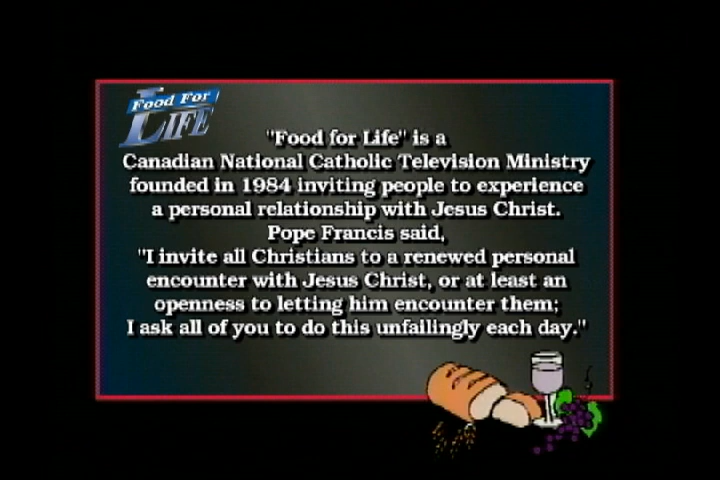 Food For
LIFE
"Food for Life" is a
Canadian National Catholic Television Ministry
founded in 1984 inviting people to experience
a personal relationship with Jesus Christ.
Pope Francis said,
"I invite all Christians to a renewed personal
encounter with Jesus Christ, or at least an
openness to letting him encounter them;
I ask all of you to do this unfailingly each day."